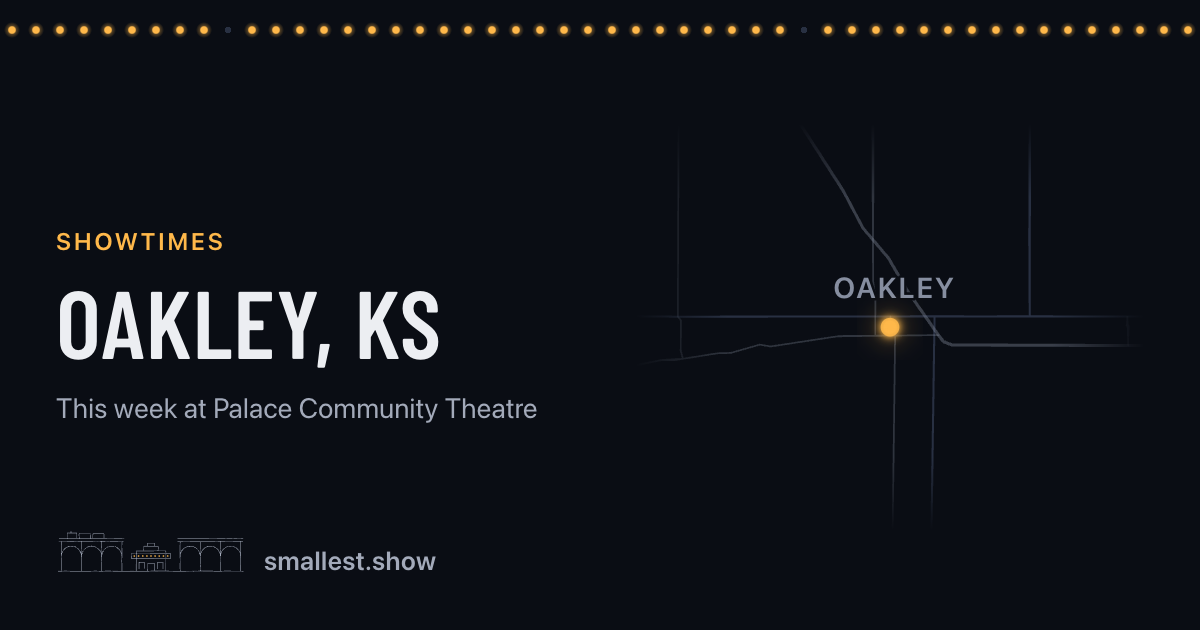 SHOWTIMES
OAKLEY, KS
This week at Palace Community Theatre
OAKLEY
smallest.show